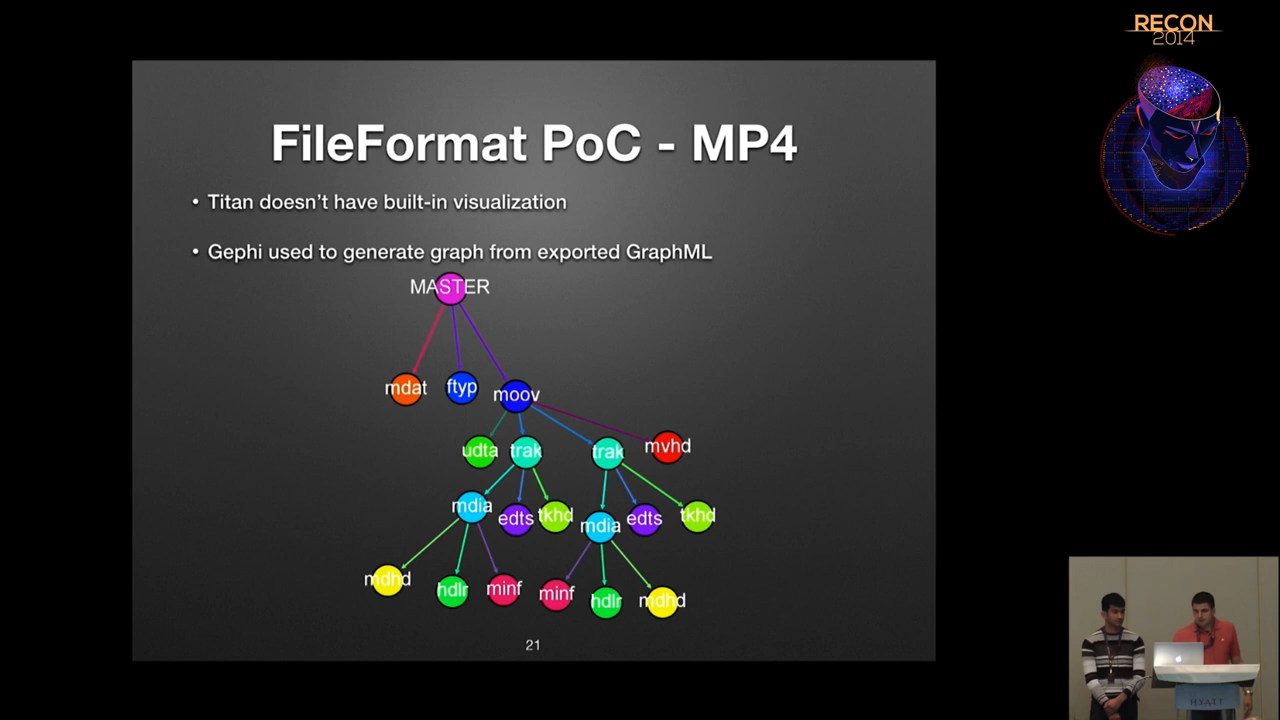 RECON
2014
FileFormat PoC - MP4
• Titan doesn't have built-in visualization
• Gephi used to generate graph from exported GraphML
MASTER
mdat ftyp moov
udta trak trak mvhd
mdia edts tkhd mdia edts tkhd
mdhd hdlr minf minf hdlr mdhd
21
HYATT